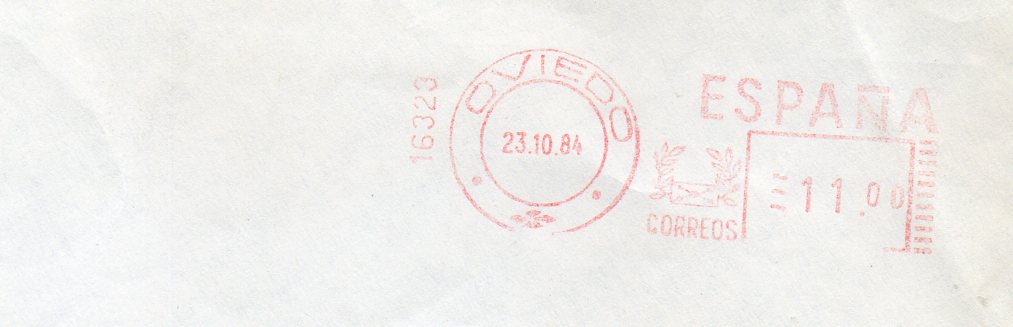 16323
OVIEDO
23.10.84
ESPAÑA
CORREOS
=11.00